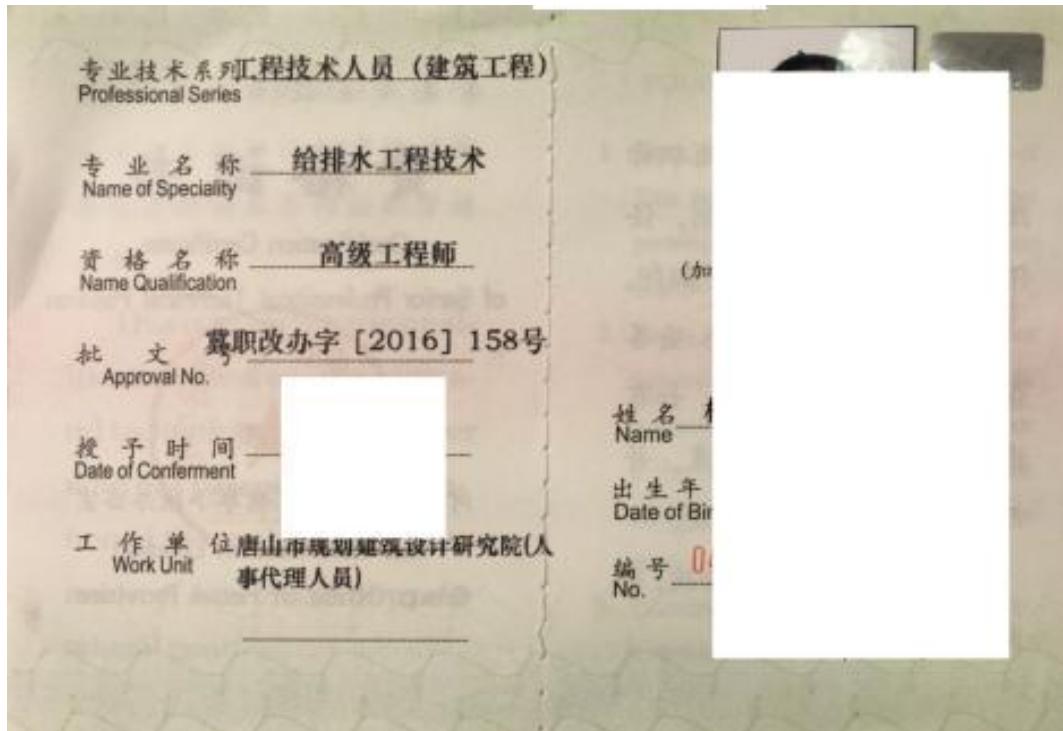 专业技术系列工程技术人员（建筑工程）
Professional Series
专业名称 给排水工程技术
Name of Speciality
资格名称 高级工程师
Name Qualification
批文号 冀职改办字［2016］158号
Approval No.
授予时间
Date of Conferment
工作单位唐山市规划建筑设计研究院(人
Work Unit
事代理人员)
(加
姓名
Name
出生年
Date of Bir
编号 04
No.